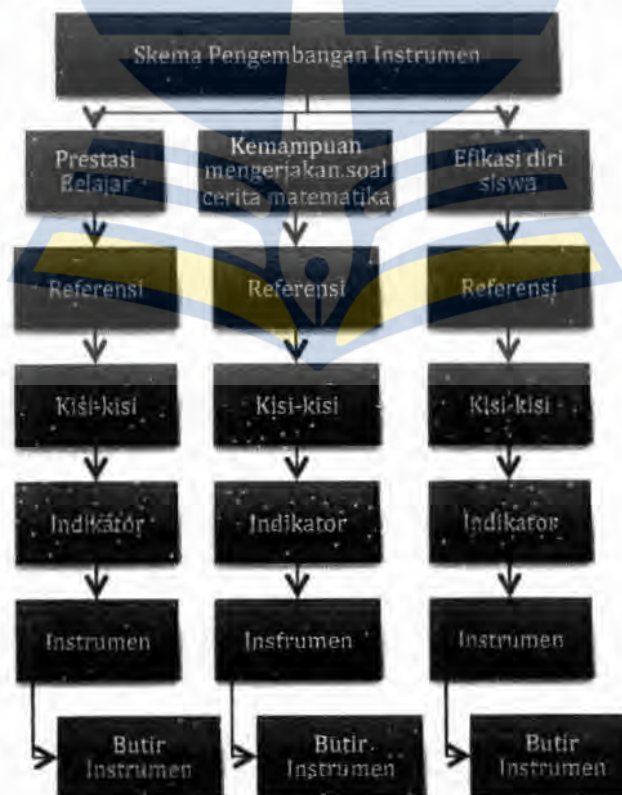 Skema Pengembangan Instrumen
Prestasi
Belajar
Kemampuan
mengerjakan soal
cerita matematika
Efikasi diri
siswa
Referensi
Referensi
Referensi
Kisi-kisi
Kisi-kisi
Kisi-kisi
Indikator
Indikator
Indikator
Instrumen
Instrumen
Instrumen
Butir
Instrumen
Butir
Instrumen
Butir
Instrumen